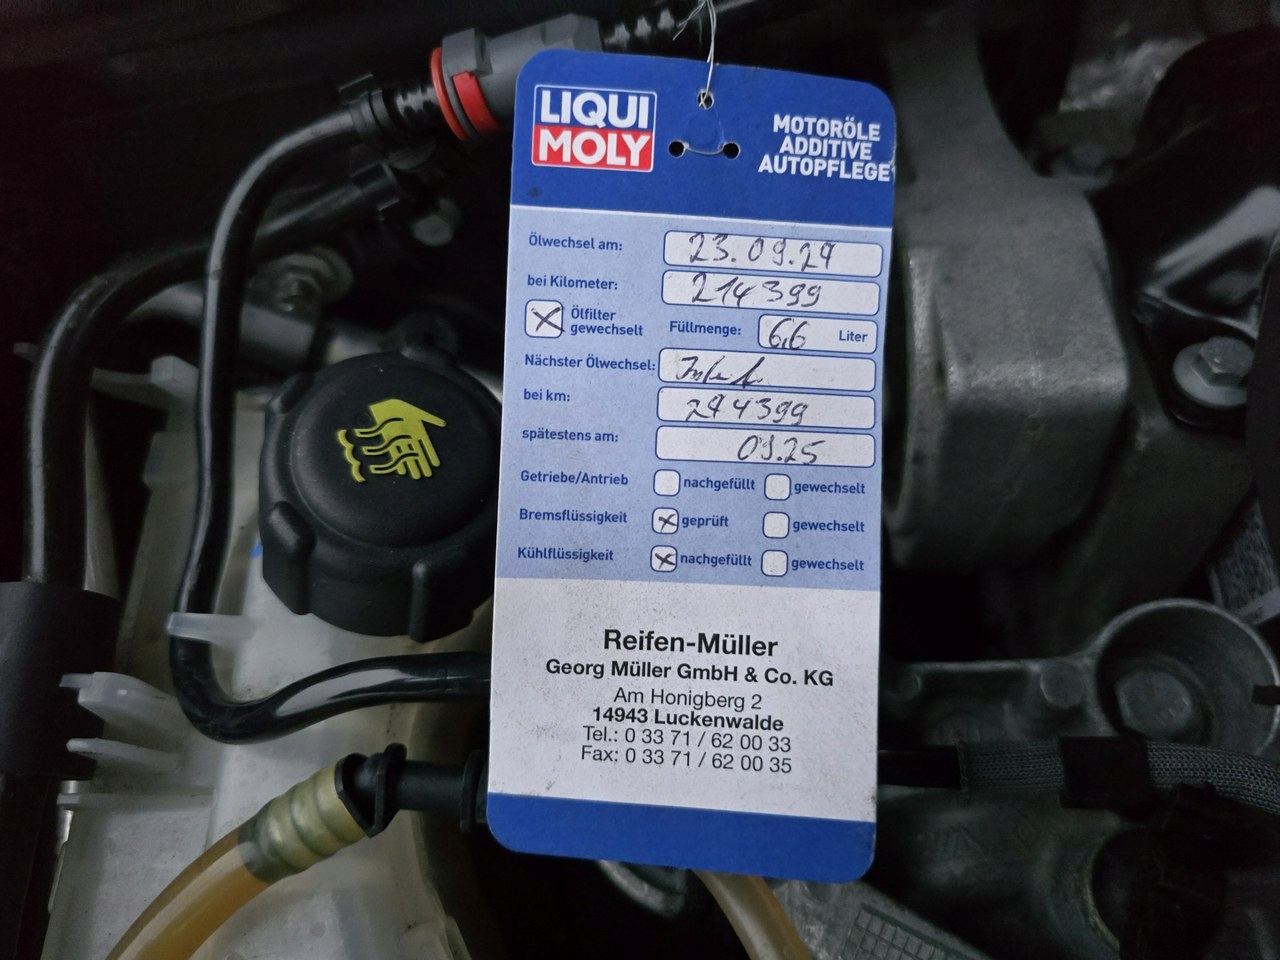 LIQUI
MOLY
MOTORÖLE
ADDITIVE
AUTOPFLEGE
Ölwechsel am: 23.09.24
bei Kilometer: 214399
Ölfilter
gewechselt
Füllmenge: 6,6 Liter
Nächster Ölwechsel:
bei km: 244399
spätestens am: 09.25
Getriebe/Antrieb nachgefüllt gewechselt
Bremsflüssigkeit geprüft gewechselt
Kühlflüssigkeit nachgefüllt gewechselt
Reifen-Müller
Georg Müller GmbH & Co. KG
Am Honigberg 2
14943 Luckenwalde
Tel.: 0 33 71 / 62 00 33
Fax: 0 33 71 / 62 00 35